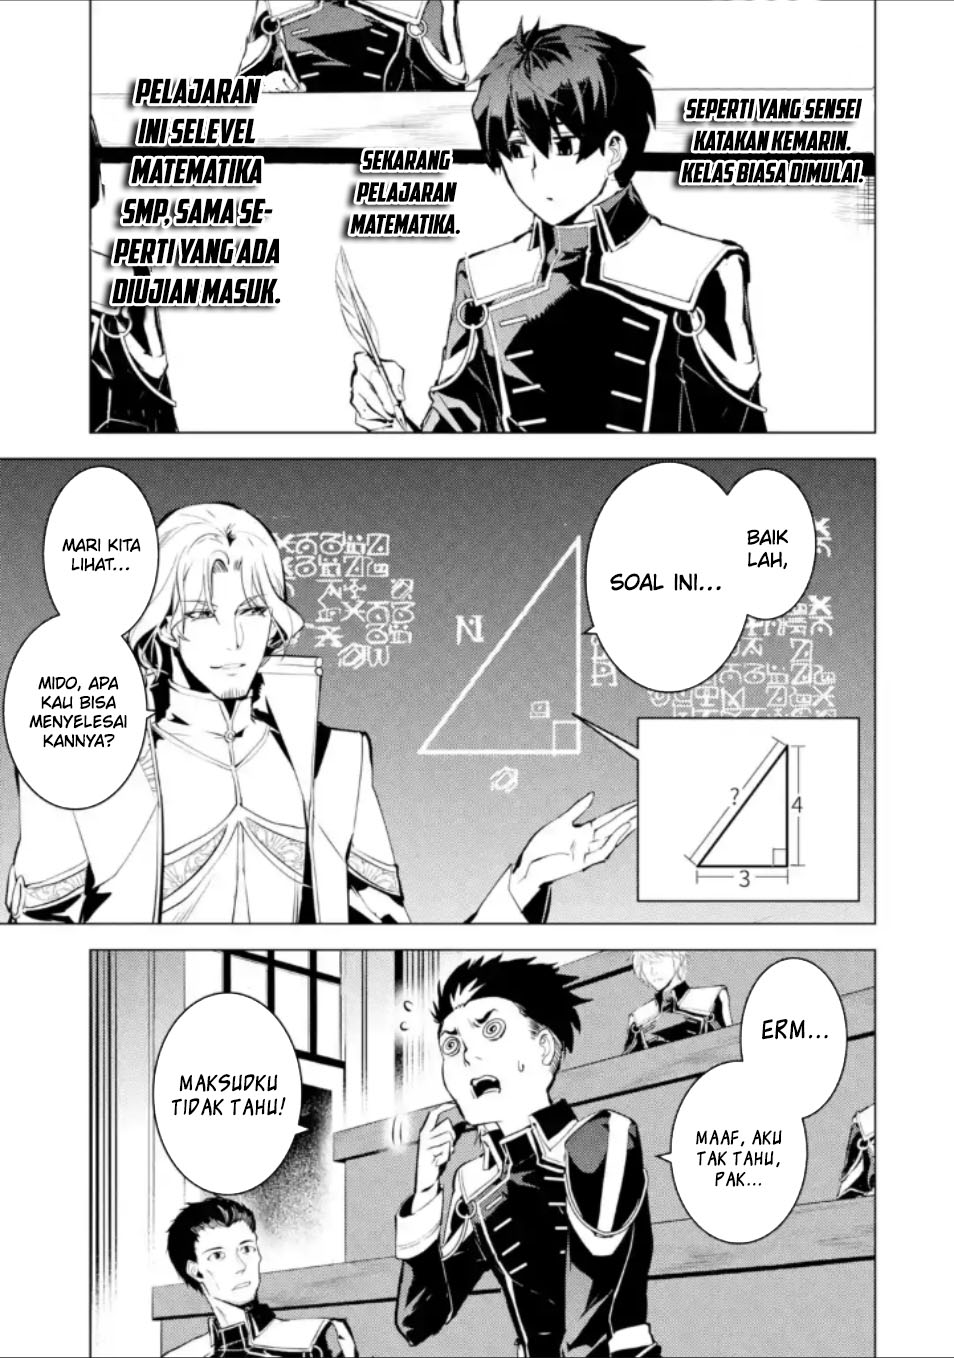 SEPERTI YANG SENSEI
KATAKAN KEMARIN.
KELAS BIASA DIMULAI.
SEKARANG
PELAJARAN
MATEMATIKA.
PELAJARAN
INI SELEVEL
MATEMATIKA
SMP, SAMA SE-
PERTI YANG ADA
DIUJIAN MASUK.
BAIK
LAH,
SOAL INI...
?
4
3
MARI KITA
LIHAT...
MIDO, APA
KAU BISA
MENYELESAI
KANNYA?
ERM...
MAAF, AKU
TAK TAHU,
PAK...
MAKSUDKU
TIDAK TAHU!